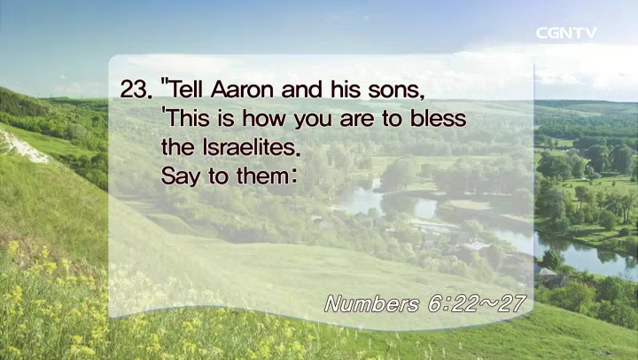 CGNTV
23. "Tell Aaron and his sons,
'This is how you are to bless
the Israelites.
Say to them:
Numbers 6:22~27